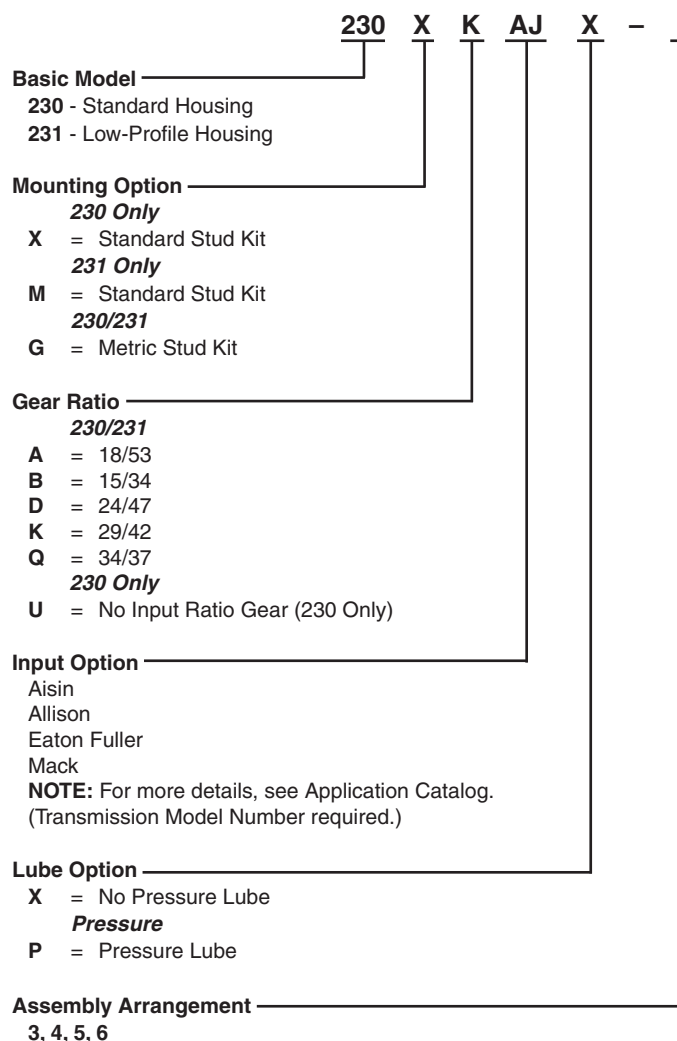 230 X K AJ X –
Basic Model
230 - Standard Housing
231 - Low-Profile Housing
Mounting Option
230 Only
X = Standard Stud Kit
231 Only
M = Standard Stud Kit
230/231
G = Metric Stud Kit
Gear Ratio
230/231
A = 18/53
B = 15/34
D = 24/47
K = 29/42
Q = 34/37
230 Only
U = No Input Ratio Gear (230 Only)
Input Option
Aisin
Allison
Eaton Fuller
Mack
NOTE: For more details, see Application Catalog.
(Transmission Model Number required.)
Lube Option
X = No Pressure Lube
Pressure
P = Pressure Lube
Assembly Arrangement
3, 4, 5, 6